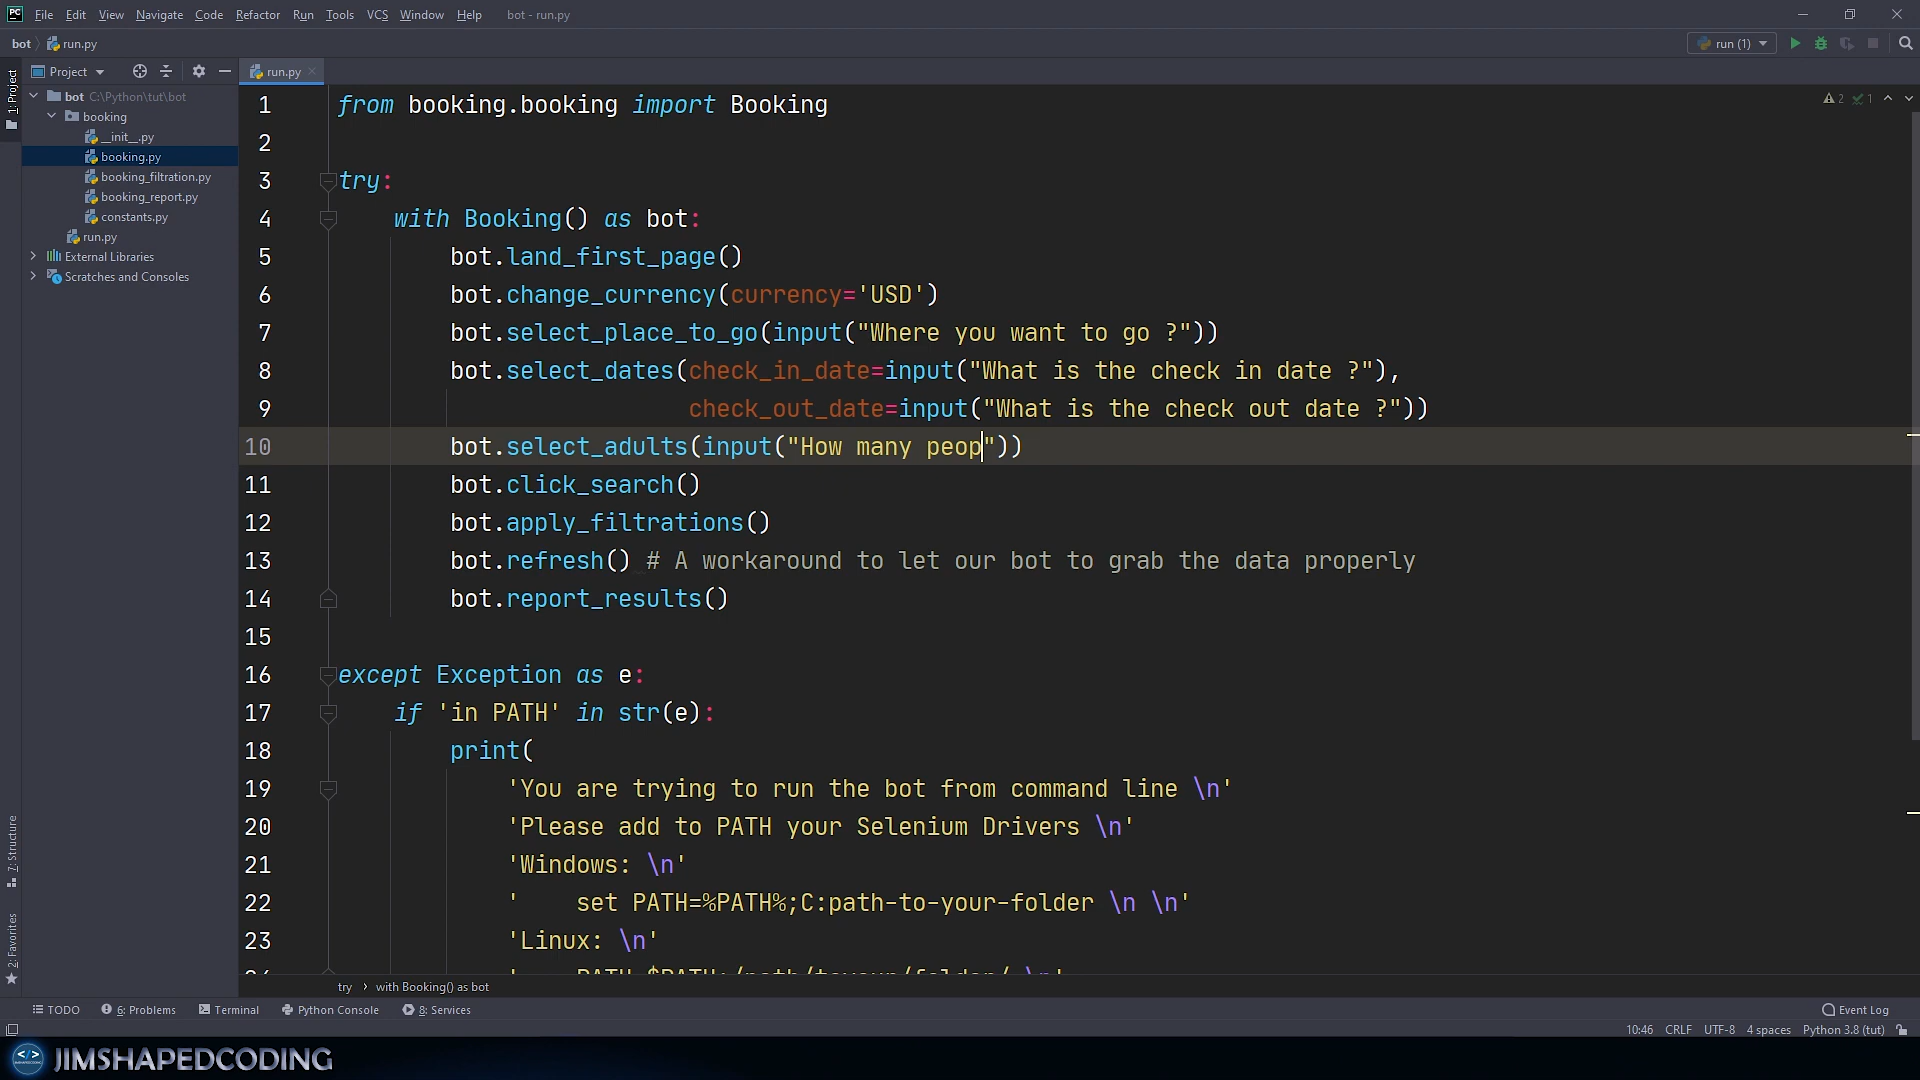 PC File Edit View Navigate Code Refactor Run Tools VCS Window Help bot - run.py
bot run.py run (1)
Project run.py
1: Project
bot C:\Python\tut\bot
booking
__init__.py
booking.py
booking_filtration.py
booking_report.py
constants.py
run.py
External Libraries
Scratches and Consoles
2 1
1 from booking.booking import Booking
2
3 try:
4 with Booking() as bot:
5 bot.land_first_page()
6 bot.change_currency(currency='USD')
7 bot.select_place_to_go(input("Where you want to go ?"))
8 bot.select_dates(check_in_date=input("What is the check in date ?"),
9 check_out_date=input("What is the check out date ?"))
10 bot.select_adults(input("How many peop"))
11 bot.click_search()
12 bot.apply_filtrations()
13 bot.refresh() # A workaround to let our bot to grab the data properly
14 bot.report_results()
15
16 except Exception as e:
17 if 'in PATH' in str(e):
18 print(
19 'You are trying to run the bot from command line \n'
20 'Please add to PATH your Selenium Drivers \n'
21 'Windows: \n'
22 '    set PATH=%PATH%;C:path-to-your-folder \n \n'
23 'Linux: \n'
7: Structure
2: Favorites
try › with Booking() as bot
TODO 6: Problems Terminal Python Console 8: Services Event Log
10:46 CRLF UTF-8 4 spaces Python 3.8 (tut)
</> JIMSHAPEDCODING